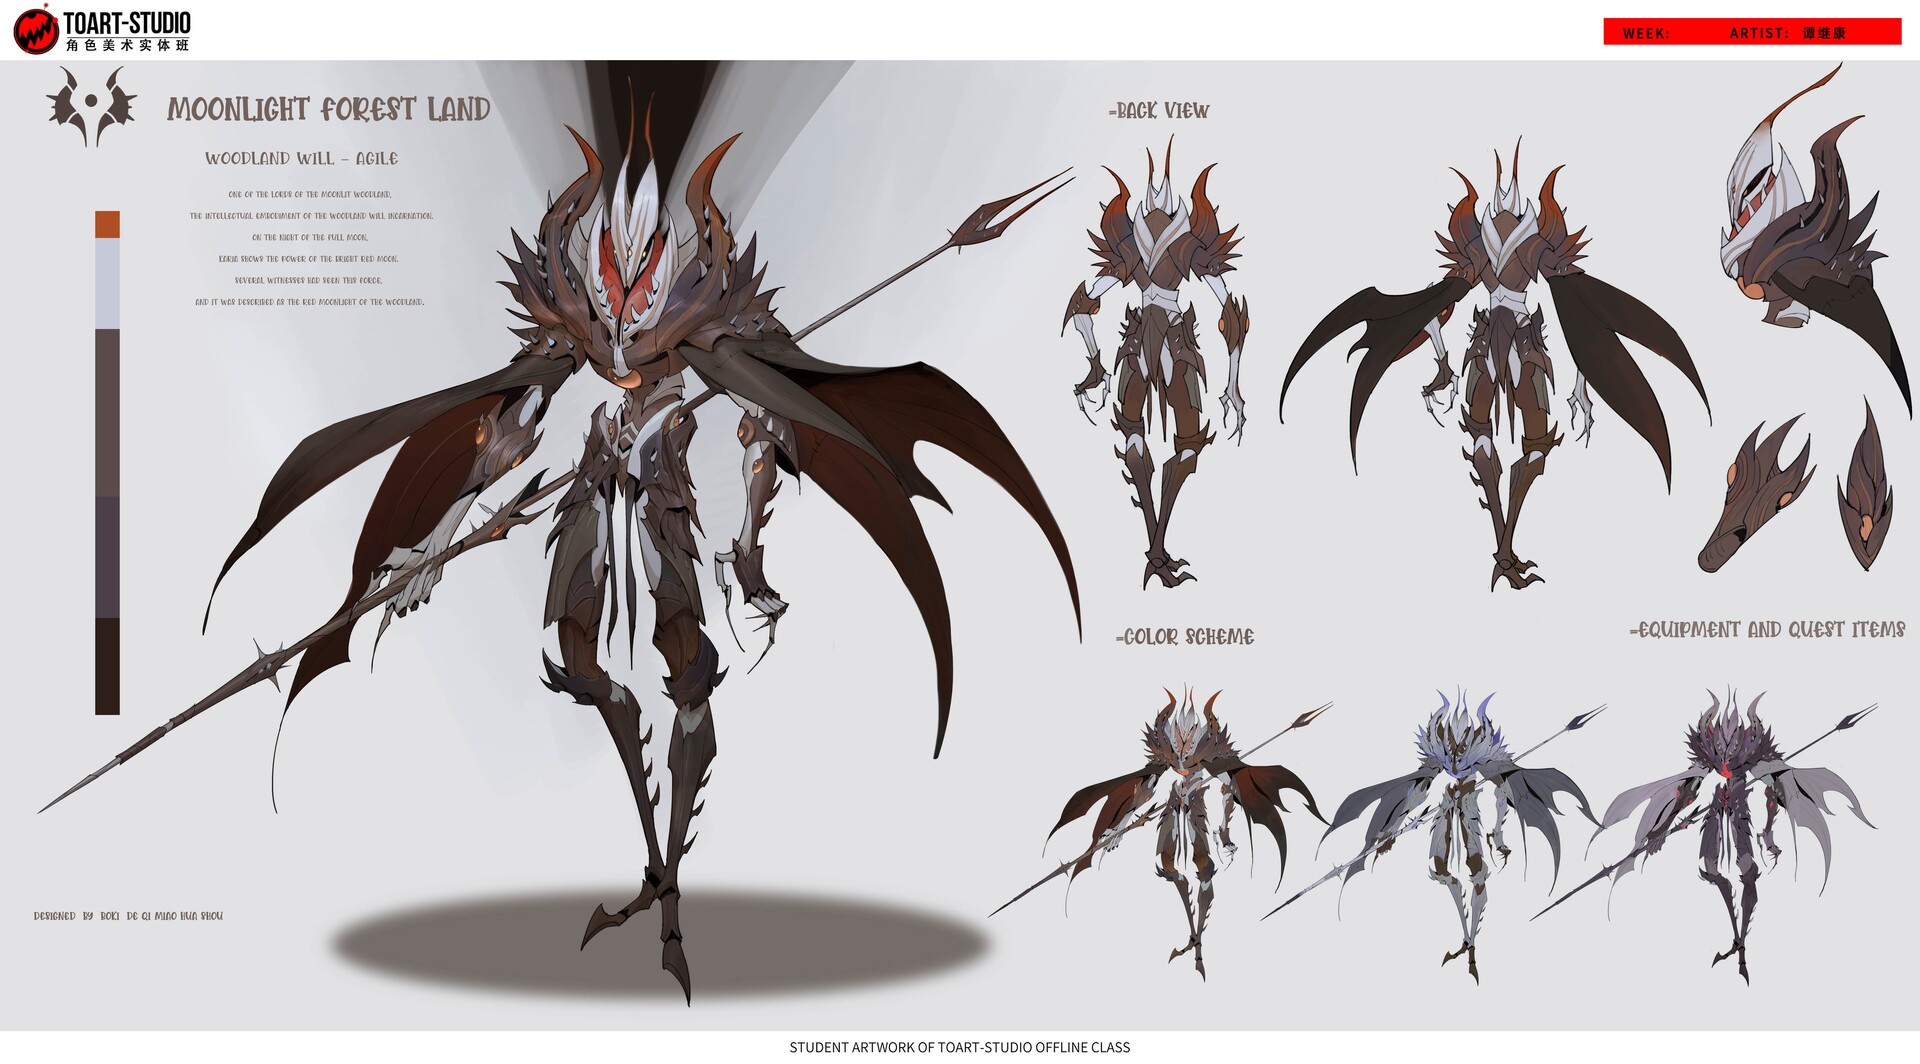 TOART-STUDIO
角色美术实体班
WEEK: ARTIST: 谭继康
MOONLIGHT FOREST LAND
WOODLAND WILL - AGILE
ONE OF THE LORDS OF THE MOONLIT WOODLAND,
THE INTELLECTUAL EMBODIMENT OF THE WOODLAND WILL INCARNATION.
ON THE NIGHT OF THE FULL MOON,
KARIA SHOWS THE POWER OF THE BRIGHT RED MOON.
SEVERAL WITNESSES HAD SEEN THIS FORCE,
AND IT WAS DESCRIBED AS THE RED MOONLIGHT OF THE WOODLAND.
=BACK VIEW
=COLOR SCHEME
=EQUIPMENT AND QUEST ITEMS
DESIGNED BY BOKI DE QI MIAO HUA SHOU
STUDENT ARTWORK OF TOART-STUDIO OFFLINE CLASS